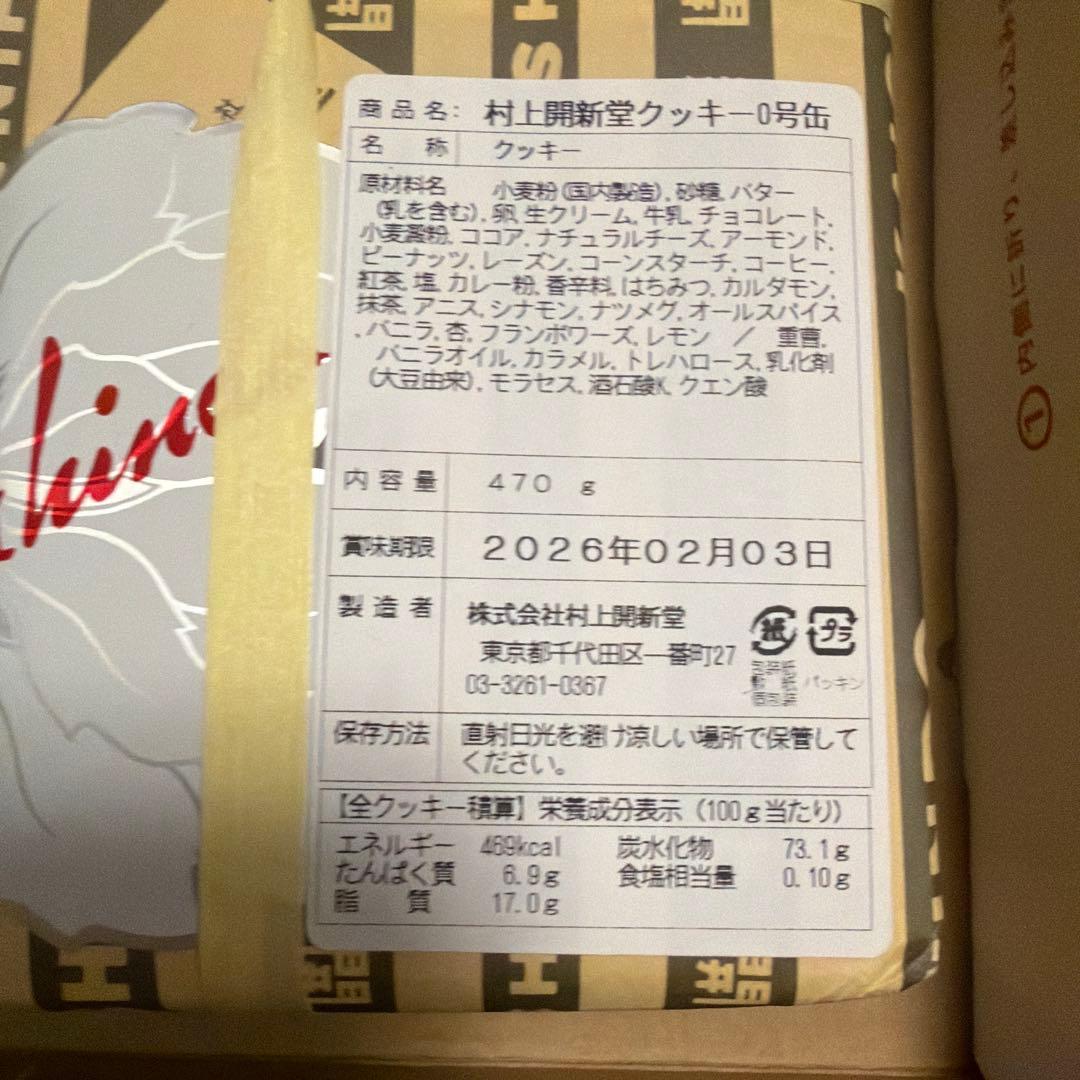 商品名: 村上開新堂クッキー0号缶
名 称 クッキー
原材料名 小麦粉(国内製造), 砂糖, バター
(乳を含む), 卵, 生クリーム, 牛乳, チョコレート,
小麦澱粉, ココア, ナチュラルチーズ, アーモンド,
ピーナッツ, レーズン, コーンスターチ, コーヒー,
紅茶, 塩, カレー粉, 香辛料, はちみつ, カルダモン,
抹茶, アニス, シナモン, ナツメグ, オールスパイス
, バニラ, 杏, フランボワーズ, レモン / 重曹,
バニラオイル, カラメル, トレハロース, 乳化剤
(大豆由来), モラセス, 酒石酸K, クエン酸
内容量 470 g
賞味期限 2026年02月03日
製造者 株式会社村上開新堂
東京都千代田区一番町27
03-3261-0367
紙 プラ
包装紙
敷 紙 パッキン
個包装
保存方法 直射日光を避け涼しい場所で保管して
ください。
【全クッキー積算】栄養成分表示(100g当たり)
エネルギー 469kcal 炭水化物 73.1g
たんぱく質 6.9g 食塩相当量 0.10g
脂 質 17.0g
開
新
S
H